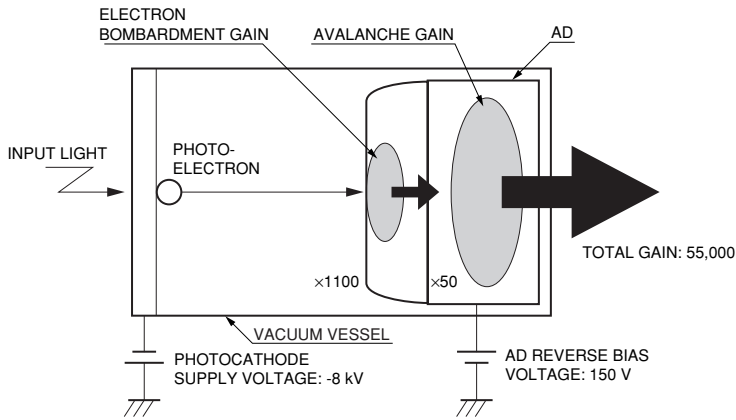 ELECTRON
BOMBARDMENT GAIN
AVALANCHE GAIN
AD
INPUT LIGHT
PHOTO-
ELECTRON
TOTAL GAIN: 55,000
×1100
×50
VACUUM VESSEL
PHOTOCATHODE
SUPPLY VOLTAGE: -8 kV
AD REVERSE BIAS
VOLTAGE: 150 V